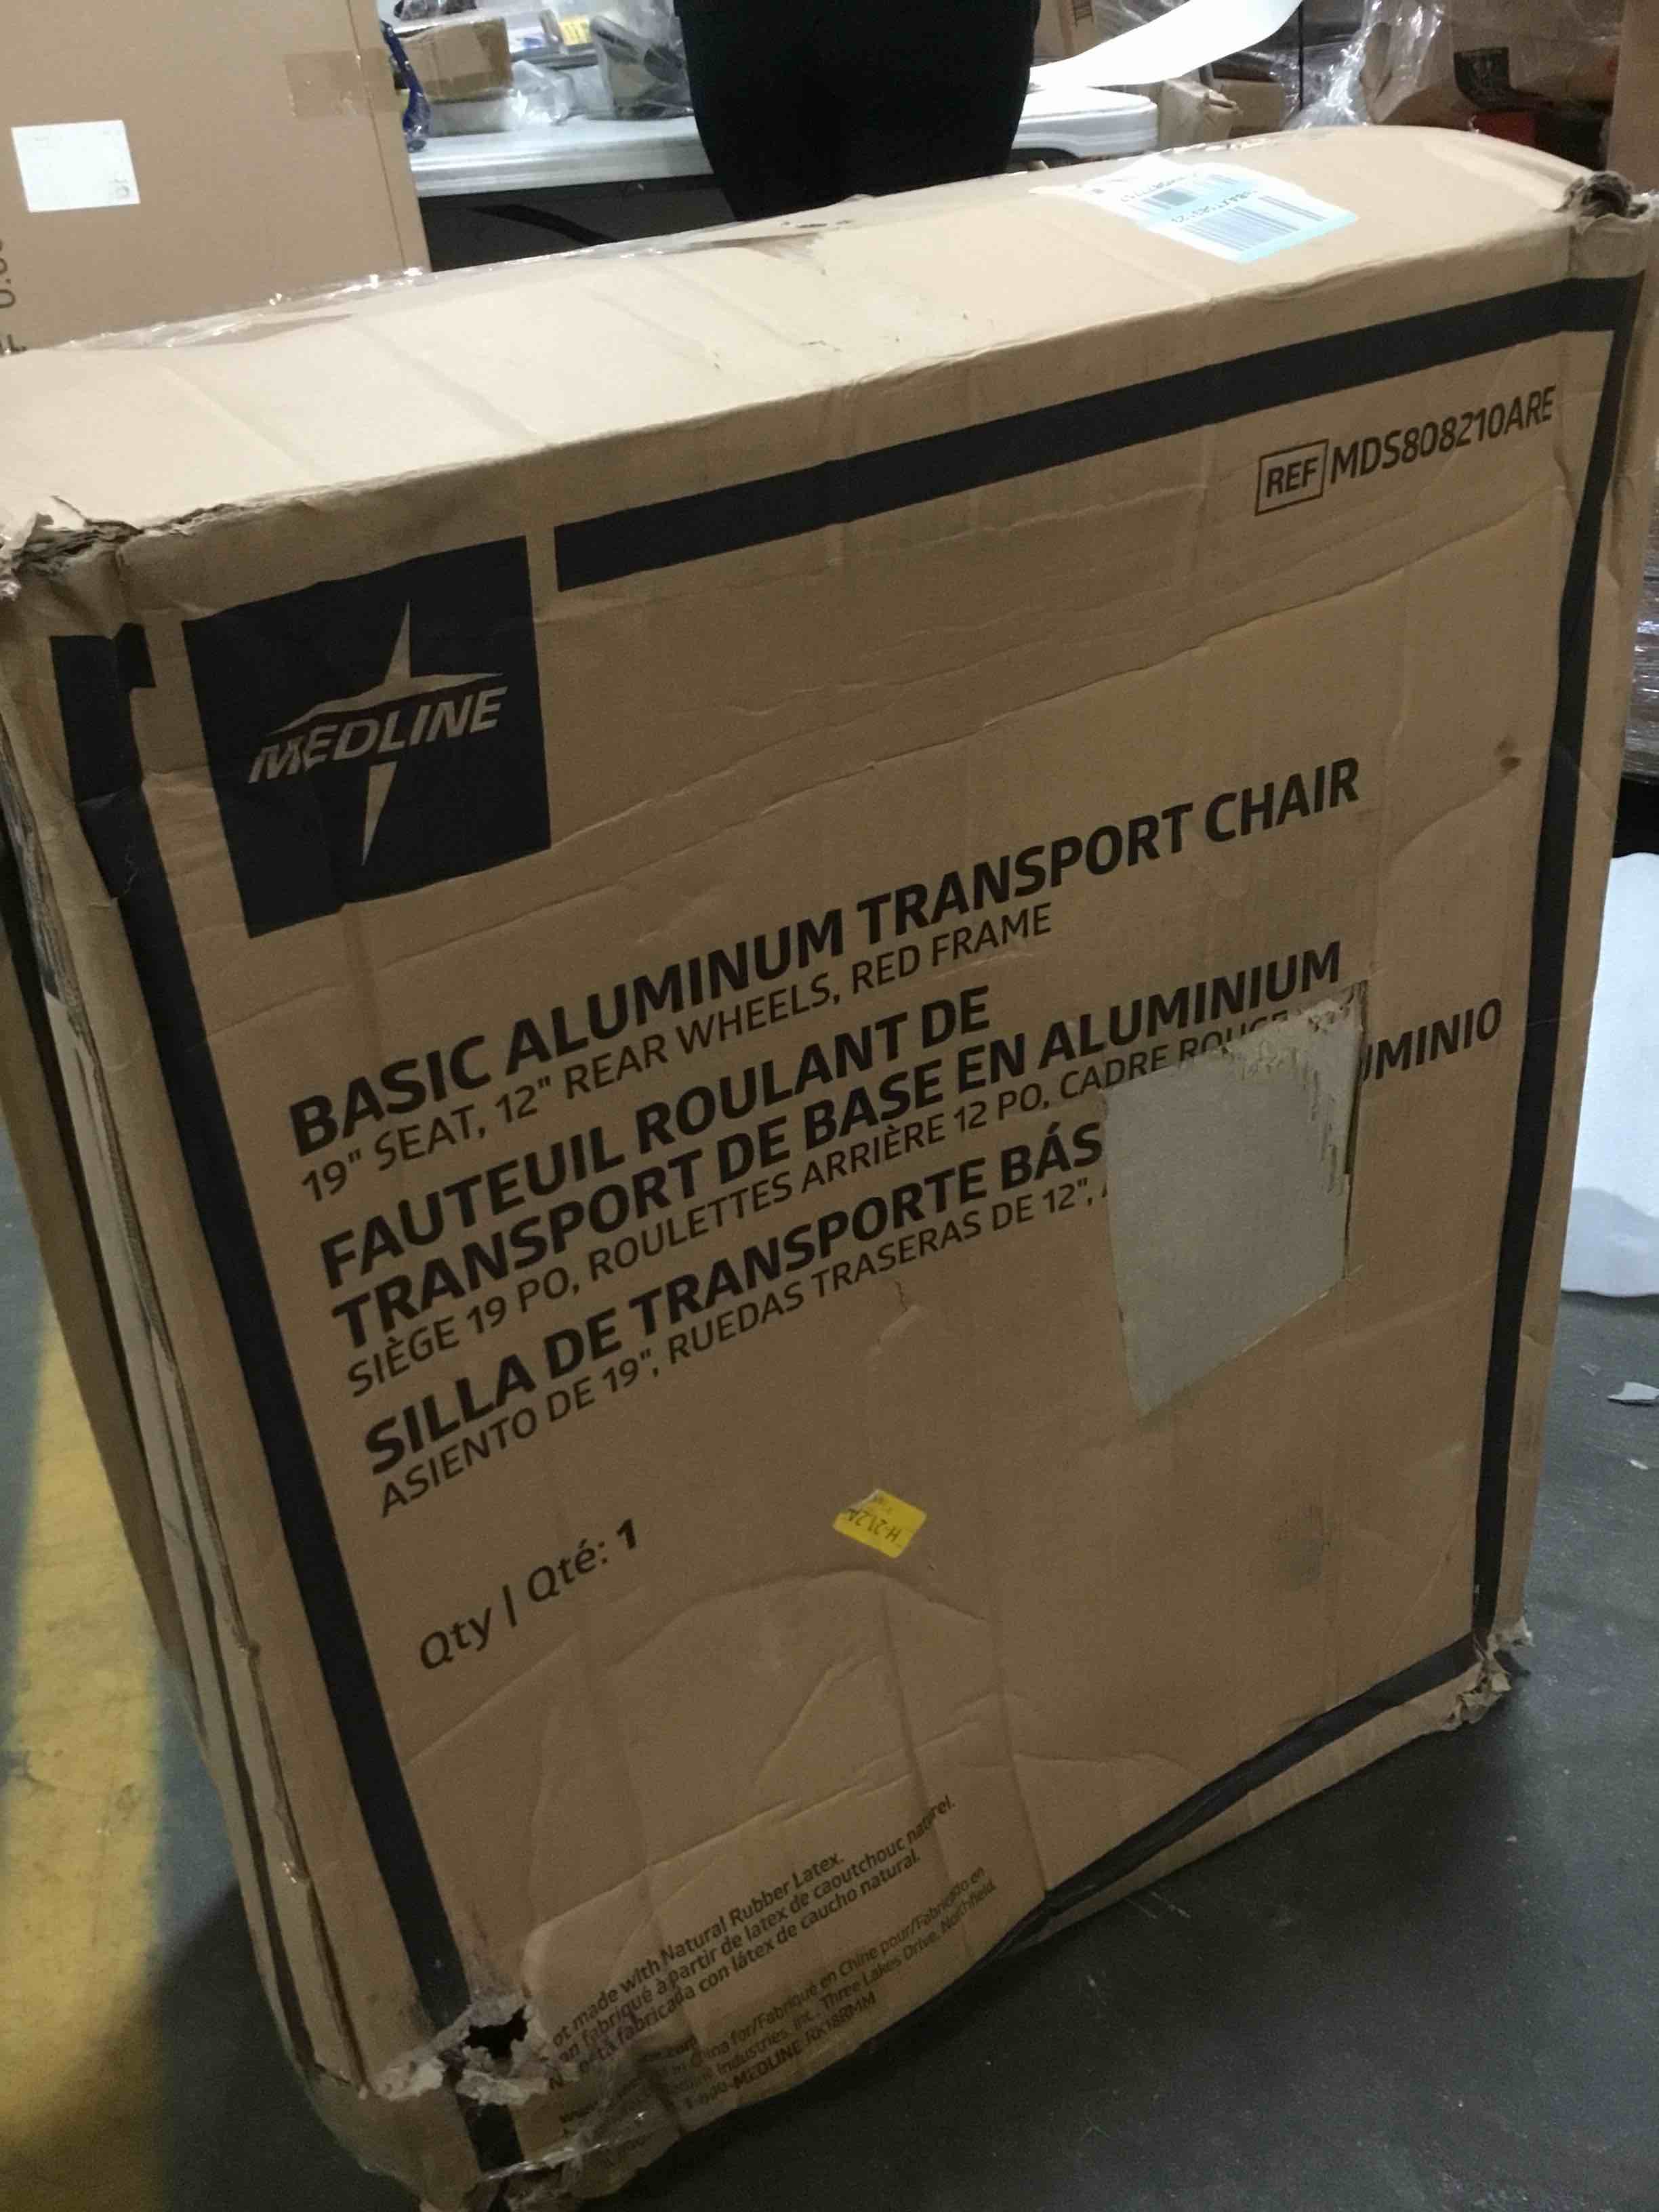 REF MDS808210ARE
MEDLINE
BASIC ALUMINUM TRANSPORT CHAIR
19" SEAT, 12" REAR WHEELS, RED FRAME
FAUTEUIL ROULANT DE
TRANSPORT DE BASE EN ALUMINIUM
SIÈGE 19 PO, ROULETTES ARRIÈRE 12 PO, CADRE
SILLA DE TRANSPORTE BÁS UMINIO
ASIENTO DE 19", RUEDAS TRASERAS DE 12",
H-212A
Qty | Qté: 1
ot made with Natural Rubber Latex.
on fabriqué à partir de latex de caoutchouc naturel.
fabricada con látex de caucho natural.
in China for/Fabriqué en Chine pour/Fabricado en
Industries, Inc., Three Lakes Drive, Northfield,
MEDLINE